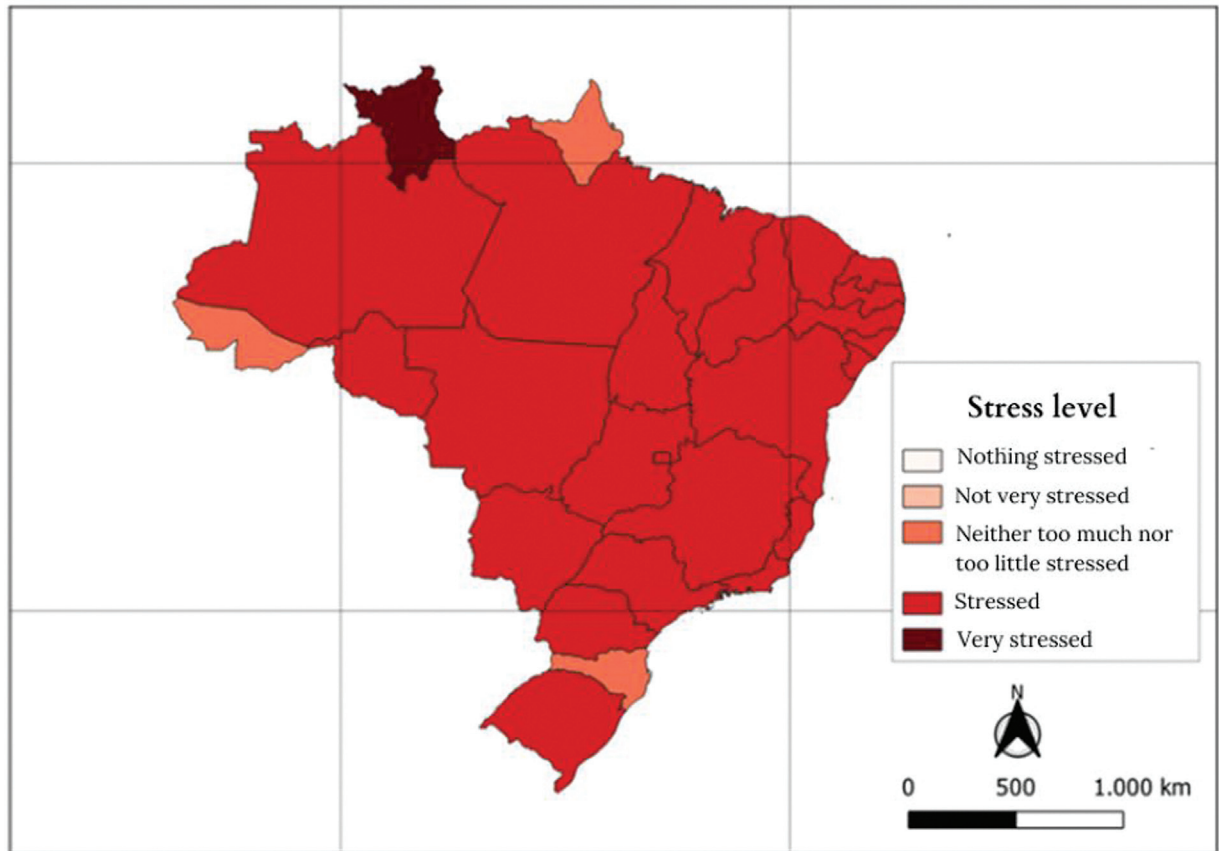 Stress level
Nothing stressed
Not very stressed
Neither too much nor
too little stressed
Stressed
Very stressed
N
0 500 1.000 km